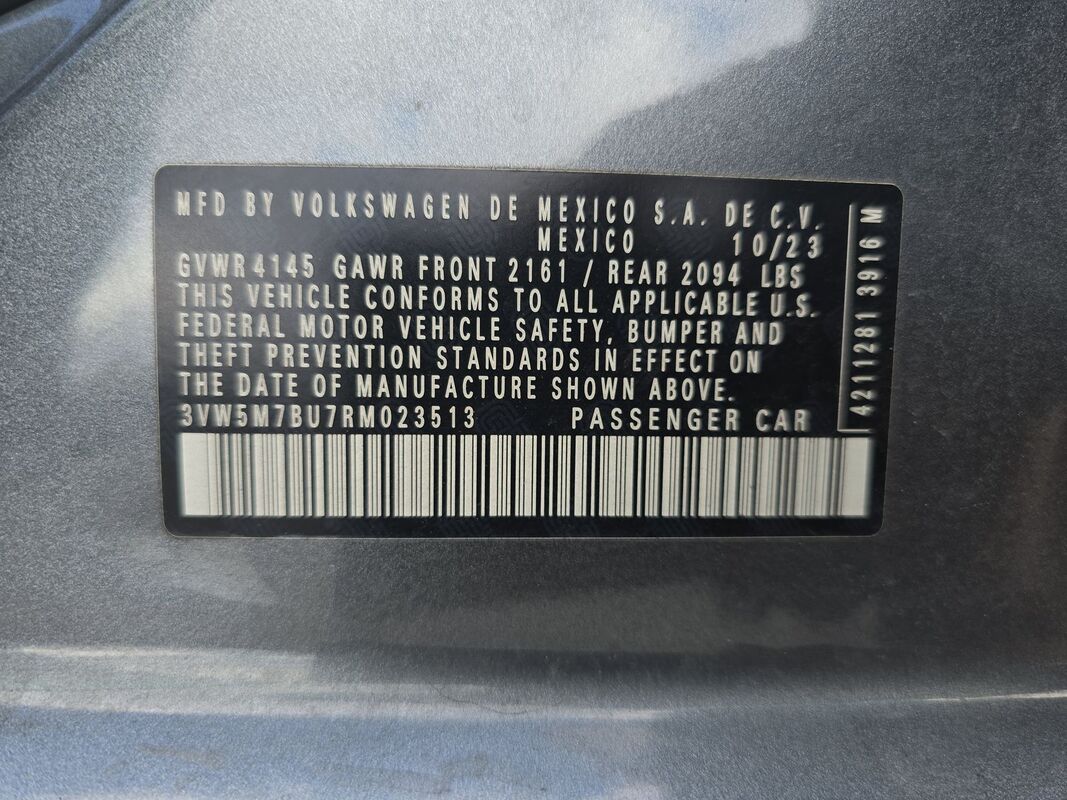 MFD BY VOLKSWAGEN DE MEXICO S.A. DE C.V.
MEXICO 10/23
GVWR 4145 GAWR FRONT 2161 / REAR 2094 LBS
THIS VEHICLE CONFORMS TO ALL APPLICABLE U.S.
FEDERAL MOTOR VEHICLE SAFETY, BUMPER AND
THEFT PREVENTION STANDARDS IN EFFECT ON
THE DATE OF MANUFACTURE SHOWN ABOVE.
3VW5M7BU7RM023513 PASSENGER CAR
42111281 3916 M